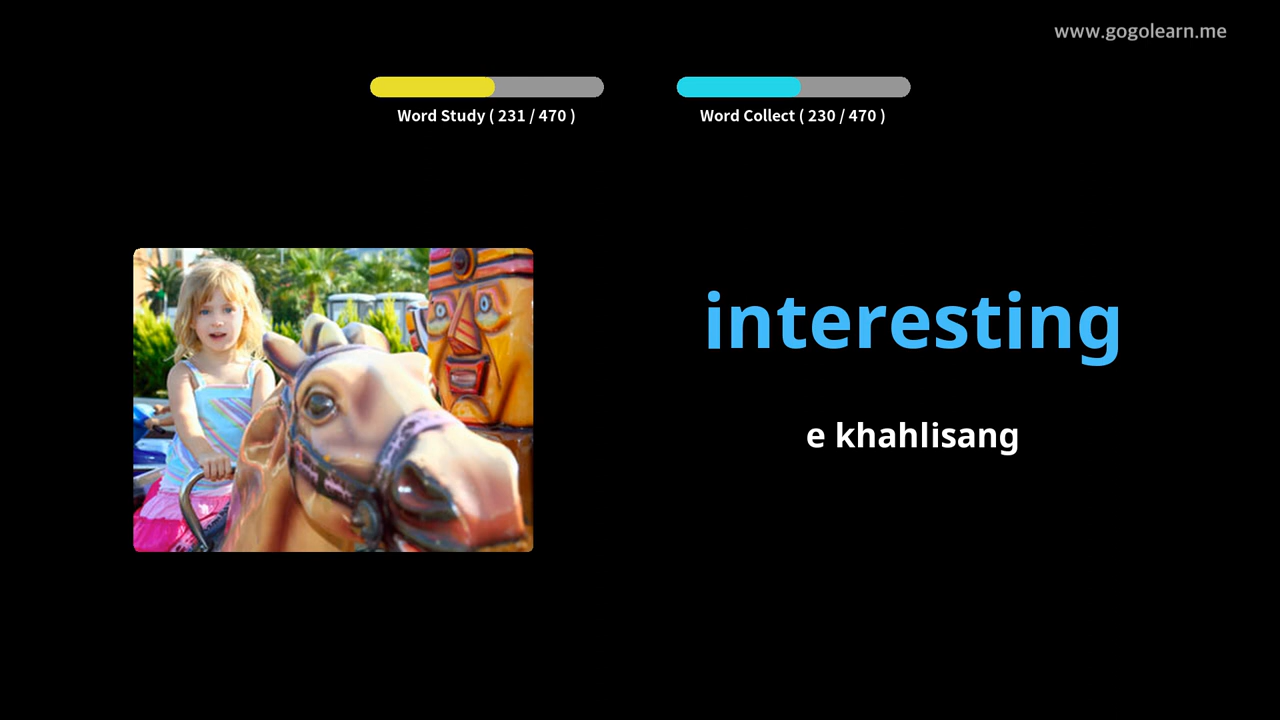 www.gogolearn.me
Word Study ( 231 / 470 )
Word Collect ( 230 / 470 )
interesting
e khahlisang